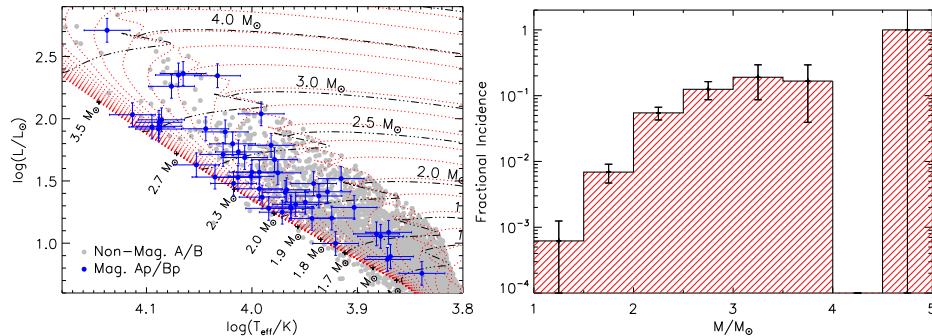 4.0 M⊙
3.0 M⊙
2.5 M⊙
2.0 M
1
1
3.5 M⊙
2.7 M⊙
2.3 M⊙
2.0 M⊙
1.9 M⊙
1.8 M⊙
1.7 M⊙
M⊙
Non-Mag. A/B
Mag. Ap/Bp
log(L/L⊙)
2.5
2.0
1.5
1.0
4.1 4.0 3.9 3.8
log(Teff/K)
Fractional Incidence
1
10⁻¹
10⁻²
10⁻³
10⁻⁴
1 2 3 4 5
M/M⊙